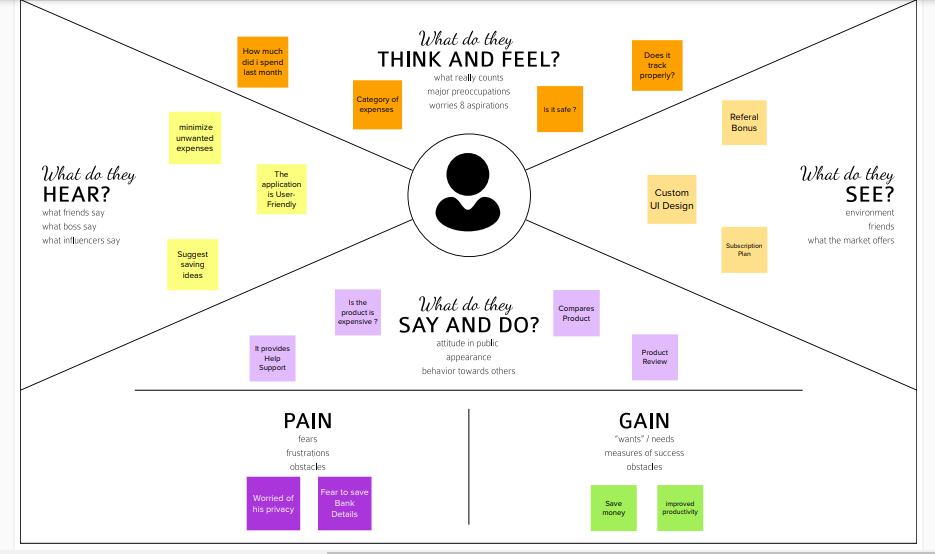 What do they
THINK AND FEEL?
what really counts
major preoccupations
worries & aspirations
How much
did i spend
last month
Category of
expenses
Is it safe ?
Does it
track
properly?
What do they
HEAR?
what friends say
what boss say
what influencers say
minimize
unwanted
expenses
The
application
is User-
Friendly
Suggest
saving
ideas
What do they
SEE?
environment
friends
what the market offers
Referal
Bonus
Custom
UI Design
Subscription
Plan
What do they
SAY AND DO?
attitude in public
appearance
behavior towards others
Is the
product is
expensive ?
It provides
Help
Support
Compares
Product
Product
Review
PAIN
fears
frustrations
obstacles
Worried of
his privacy
Fear to save
Bank
Details
GAIN
"wants" / needs
measures of success
obstacles
Save
money
improved
productivity